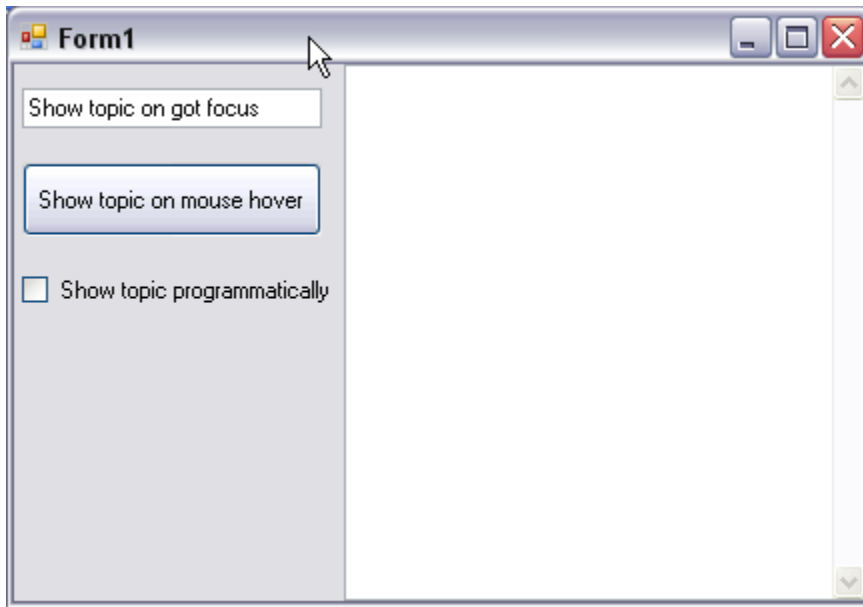 Form1
Show topic on got focus
Show topic on mouse hover
Show topic programmatically